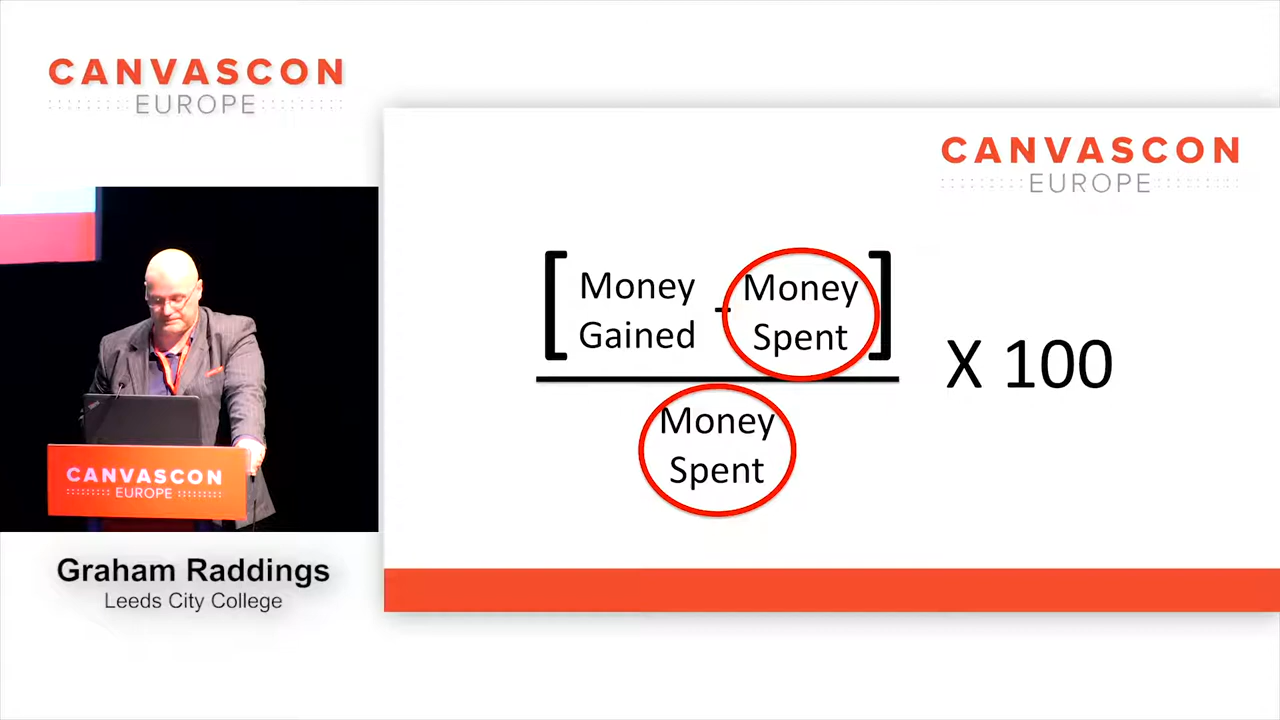 CANVASCON
EUROPE
CANVASCON
EUROPE
[ Money - Money ]
Gained Spent
X 100
Money
Spent
CANVASCON
EUROPE
Graham Raddings
Leeds City College